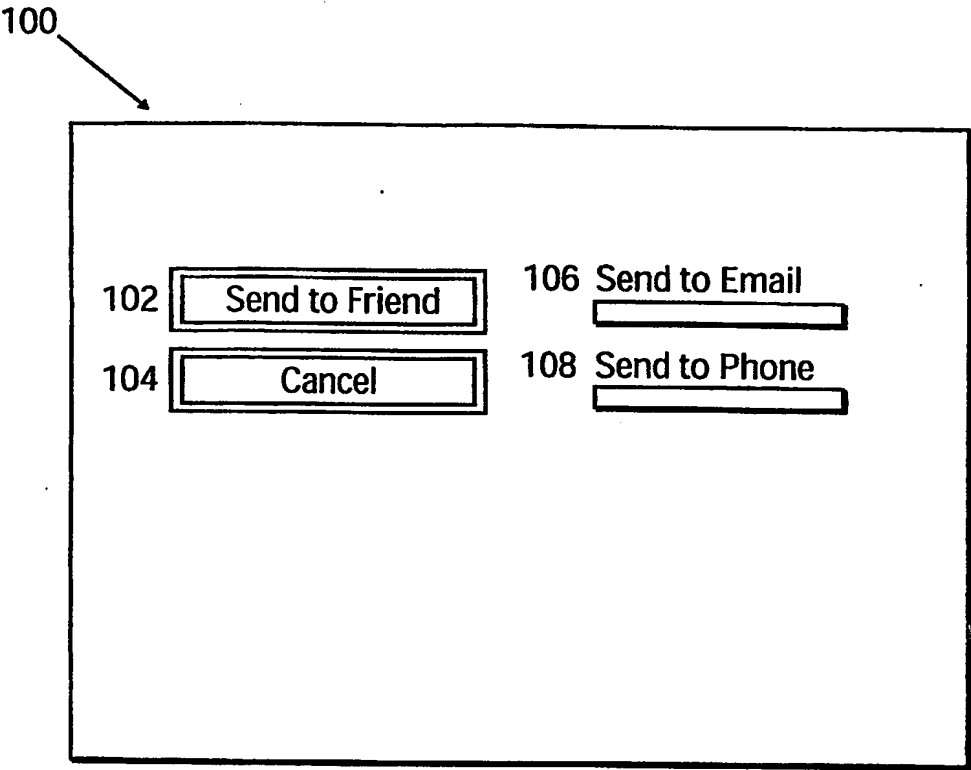 100
102 Send to Friend
106 Send to Email
104 Cancel
108 Send to Phone